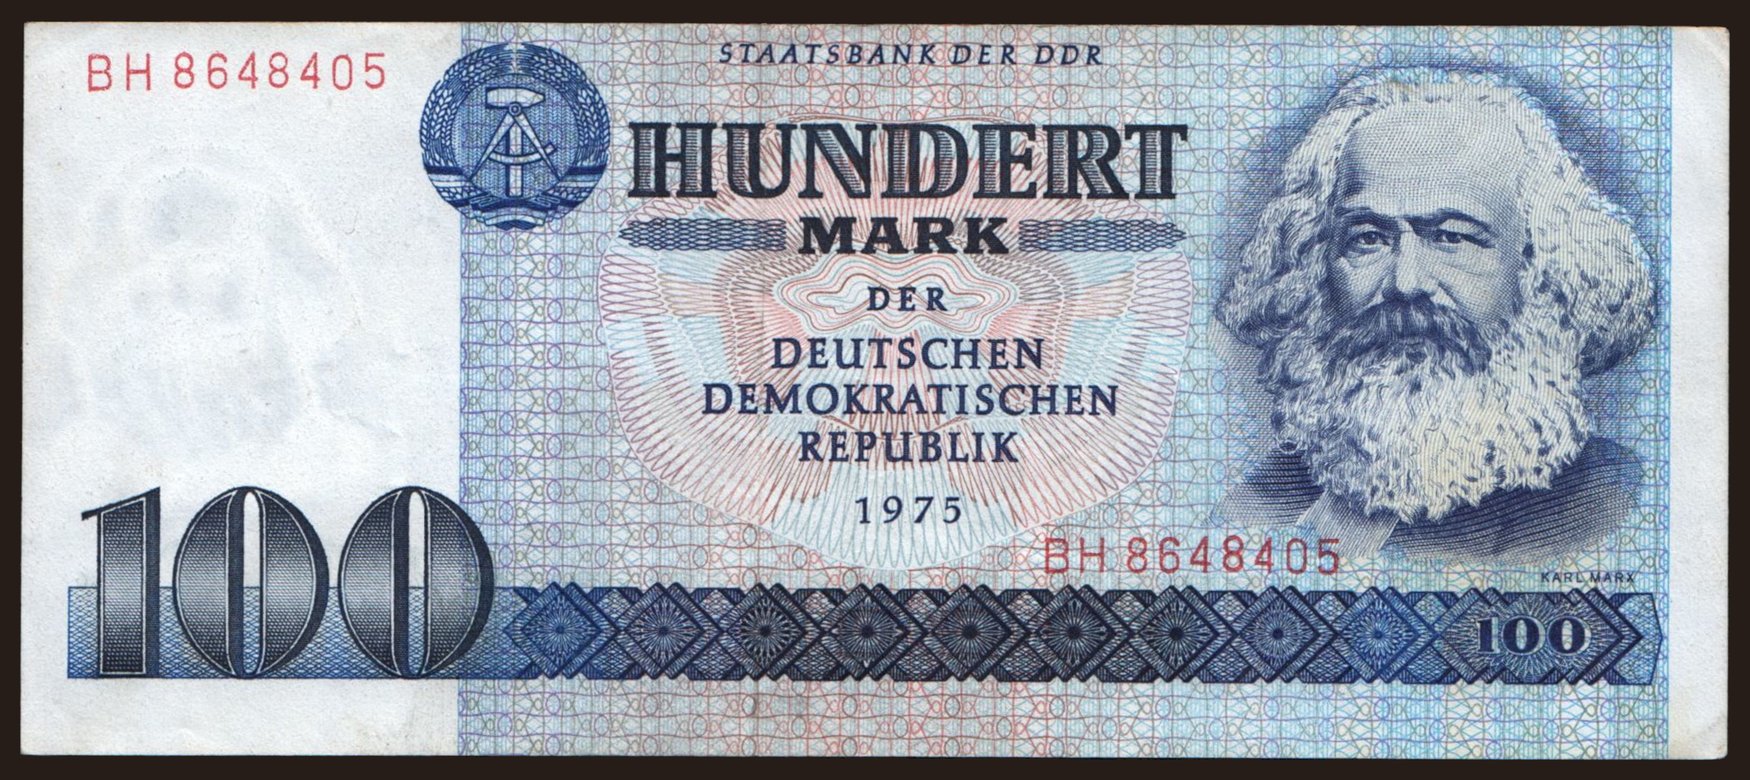 BH 8648405
STAATSBANK DER DDR
HUNDERT
MARK
DER
DEUTSCHEN
DEMOKRATISCHEN
REPUBLIK
1975
BH 8648405
KARL MARX
100
100